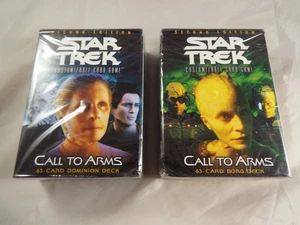 SECOND EDITION
STAR
TREK
CUSTOMIZABLE CARD GAME
CALL TO ARMS
63-CARD DOMINION DECK
SECOND EDITION
STAR
TREK
CUSTOMIZABLE CARD GAME
CALL TO ARMS
63-CARD BORG DECK